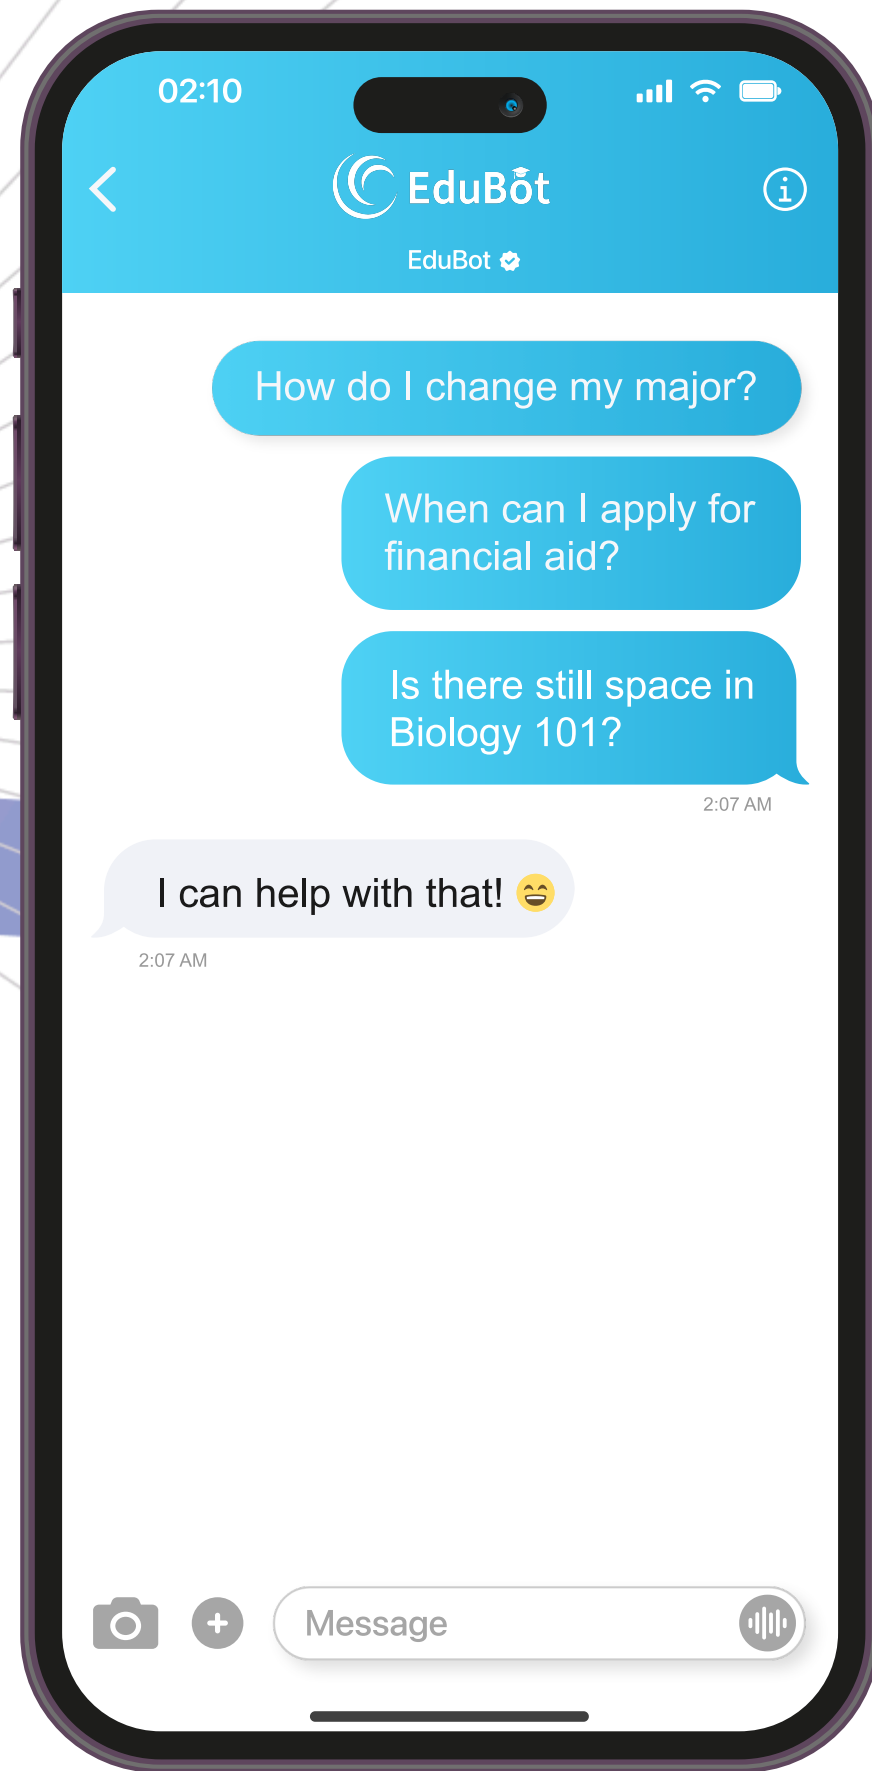 02:10
EduBot
EduBot
How do I change my major?
When can I apply for
financial aid?
Is there still space in
Biology 101?
2:07 AM
I can help with that! 😄
2:07 AM
Message